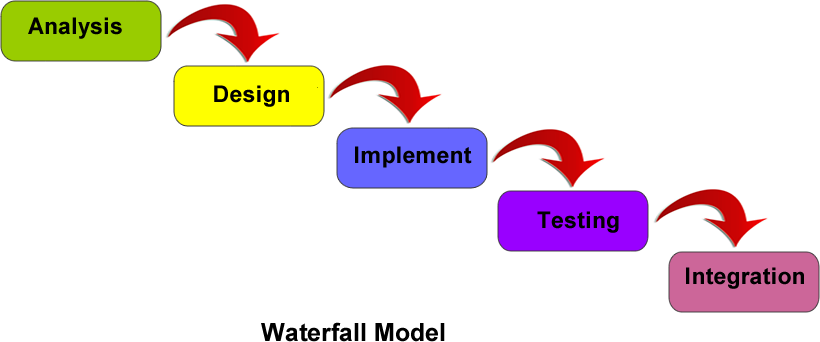 Analysis
Design
Implement
Testing
Integration
Waterfall Model